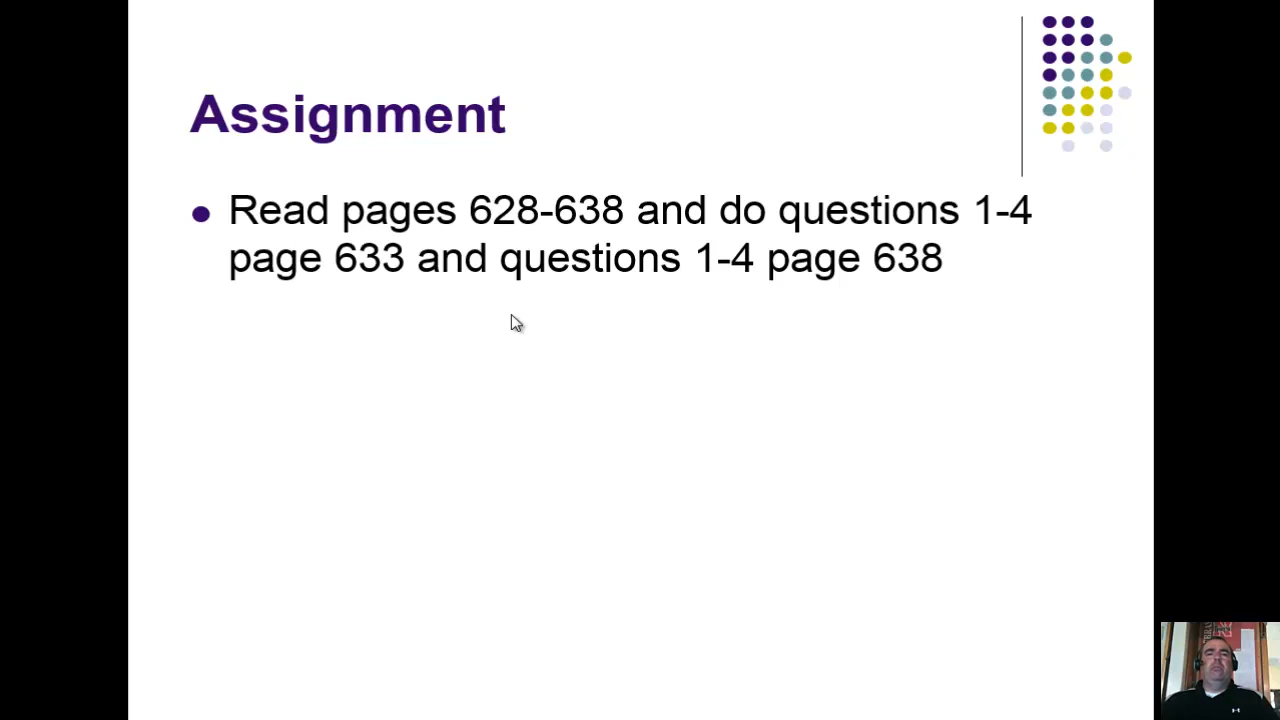 Assignment
Read pages 628-638 and do questions 1-4
page 633 and questions 1-4 page 638